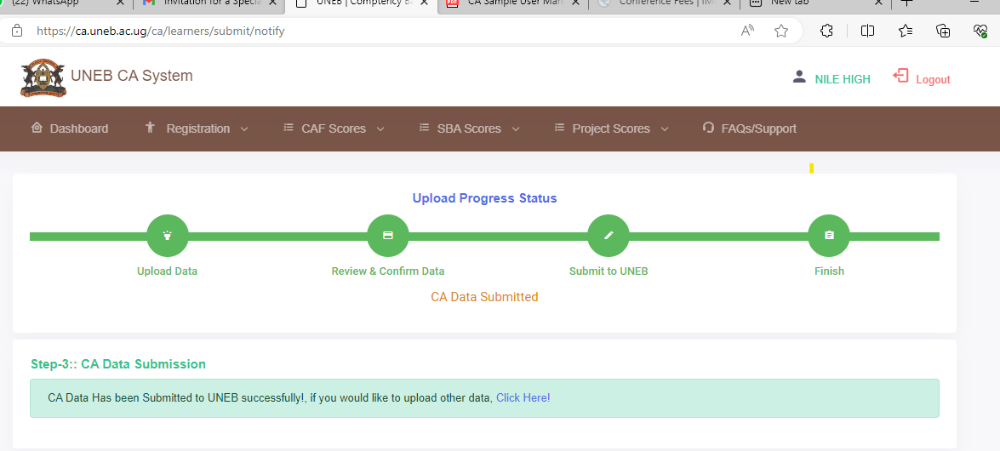 (22) WhatsApp
Invitation for a Specia
UNEB | Comptency Ba
CA Sample User Man
Conference Fees | IM
New tab
https://ca.uneb.ac.ug/ca/learners/submit/notify
UNEB CA System
NILE HIGH
Logout
Dashboard
Registration
CAF Scores
SBA Scores
Project Scores
FAQs/Support
Upload Progress Status
Upload Data
Review & Confirm Data
Submit to UNEB
Finish
CA Data Submitted
Step-3:: CA Data Submission
CA Data Has been Submitted to UNEB successfully!, if you would like to upload other data, Click Here!